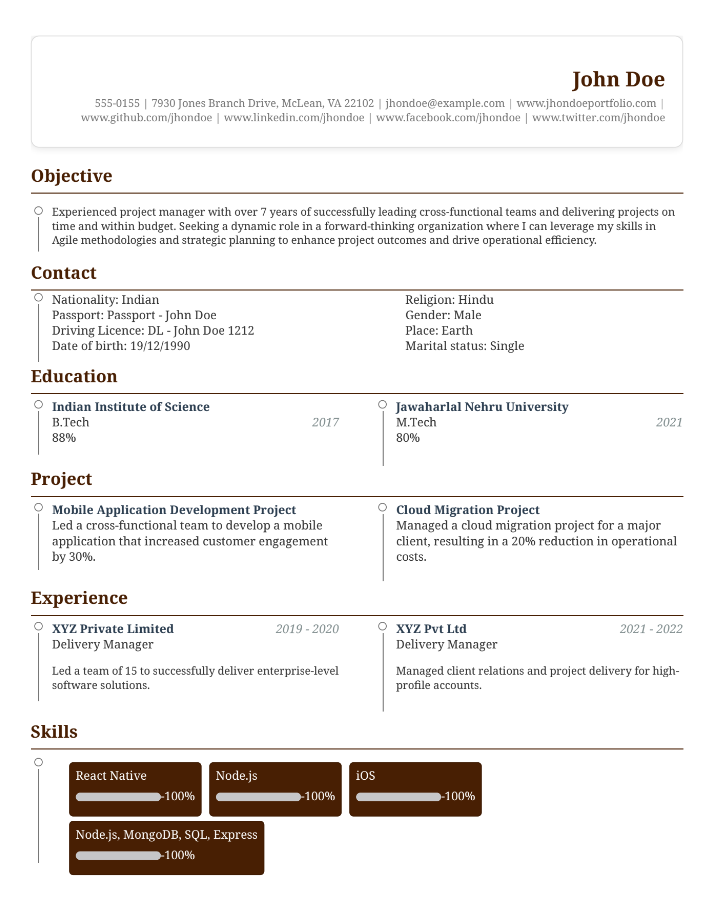 John Doe
555-0155 | 7930 Jones Branch Drive, McLean, VA 22102 | jhondoe@example.com | www.jhondoeportfolio.com |
www.github.com/jhondoe | www.linkedin.com/jhondoe | www.facebook.com/jhondoe | www.twitter.com/jhondoe
Objective
Experienced project manager with over 7 years of successfully leading cross-functional teams and delivering projects on
time and within budget. Seeking a dynamic role in a forward-thinking organization where I can leverage my skills in
Agile methodologies and strategic planning to enhance project outcomes and drive operational efficiency.
Contact
Nationality: Indian
Passport: Passport - John Doe
Driving Licence: DL - John Doe 1212
Date of birth: 19/12/1990
Religion: Hindu
Gender: Male
Place: Earth
Marital status: Single
Education
Indian Institute of Science
B.Tech 2017
88%
Jawaharlal Nehru University
M.Tech 2021
80%
Project
Mobile Application Development Project
Led a cross-functional team to develop a mobile
application that increased customer engagement
by 30%.
Cloud Migration Project
Managed a cloud migration project for a major
client, resulting in a 20% reduction in operational
costs.
Experience
XYZ Private Limited 2019 - 2020
Delivery Manager
Led a team of 15 to successfully deliver enterprise-level
software solutions.
XYZ Pvt Ltd 2021 - 2022
Delivery Manager
Managed client relations and project delivery for high-
profile accounts.
Skills
React Native
-100%
Node.js
-100%
iOS
-100%
Node.js, MongoDB, SQL, Express
-100%